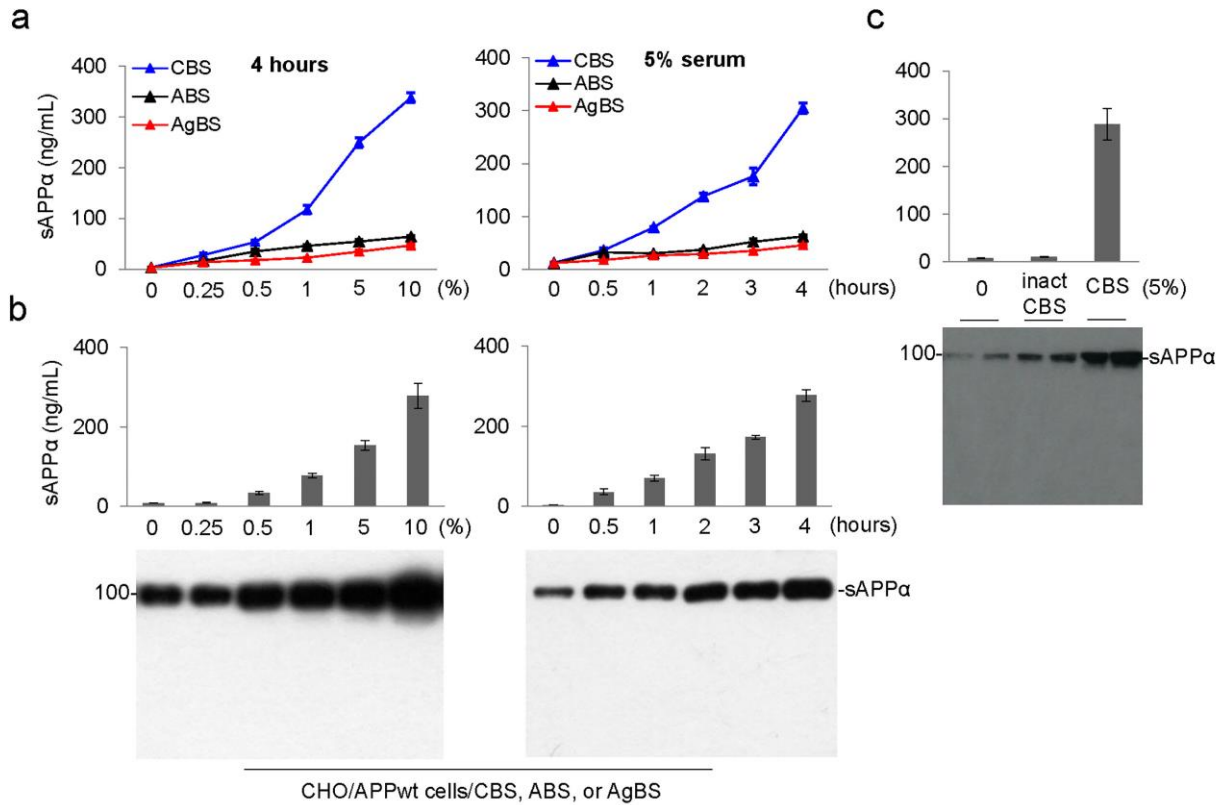 a
4 hours
CBS
ABS
AgBS
sAPPα (ng/mL)
400
300
200
100
0
0 0.25 0.5 1 5 10 (%)
5% serum
CBS
ABS
AgBS
400
300
200
100
0
0 0.5 1 2 3 4 (hours)
c
400
300
200
100
0
0 inact CBS (5%)
CBS
100- -sAPPα
b
sAPPα (ng/mL)
400
200
0
0 0.25 0.5 1 5 10 (%)
400
200
0
0 0.5 1 2 3 4 (hours)
100- -sAPPα
CHO/APPwt cells/CBS, ABS, or AgBS